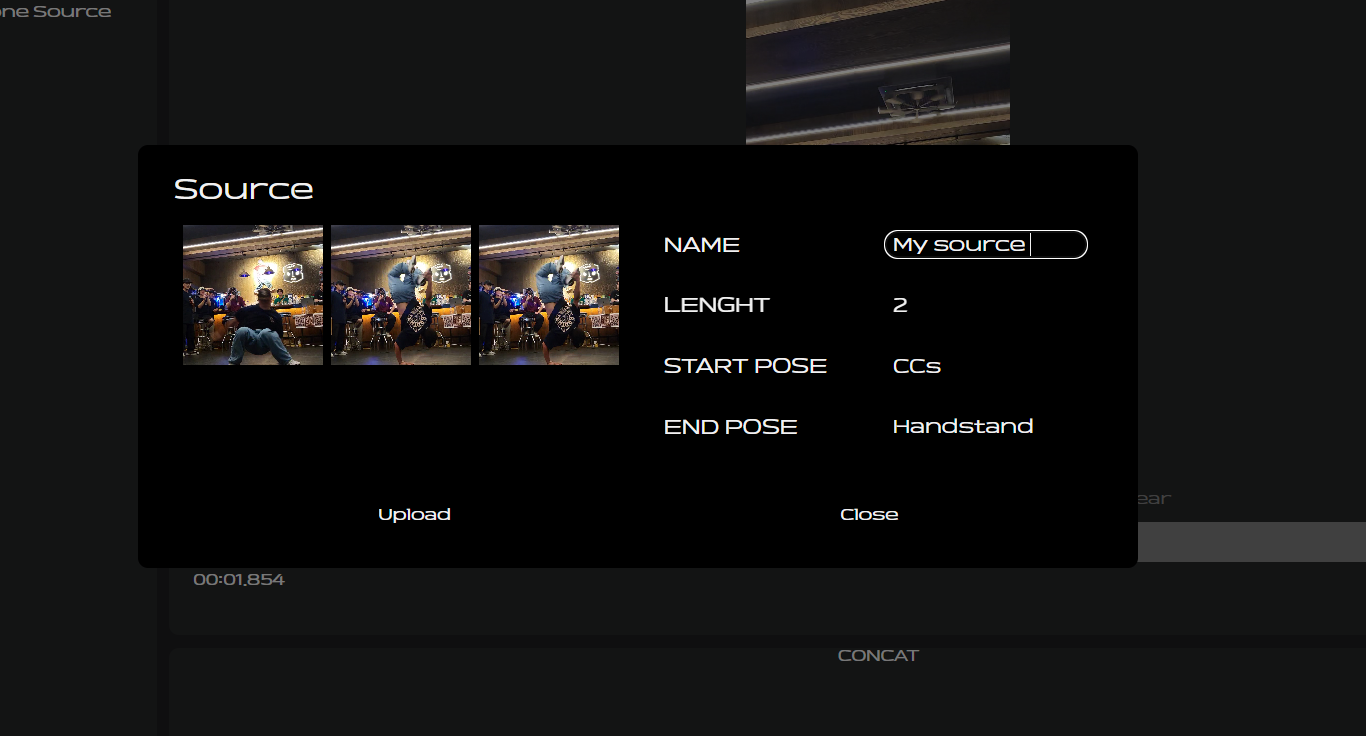 one Source
Source
NAME
My source
LENGHT
2
START POSE
CCs
END POSE
Handstand
Upload
Close
ear
00:01.854
CONCAT